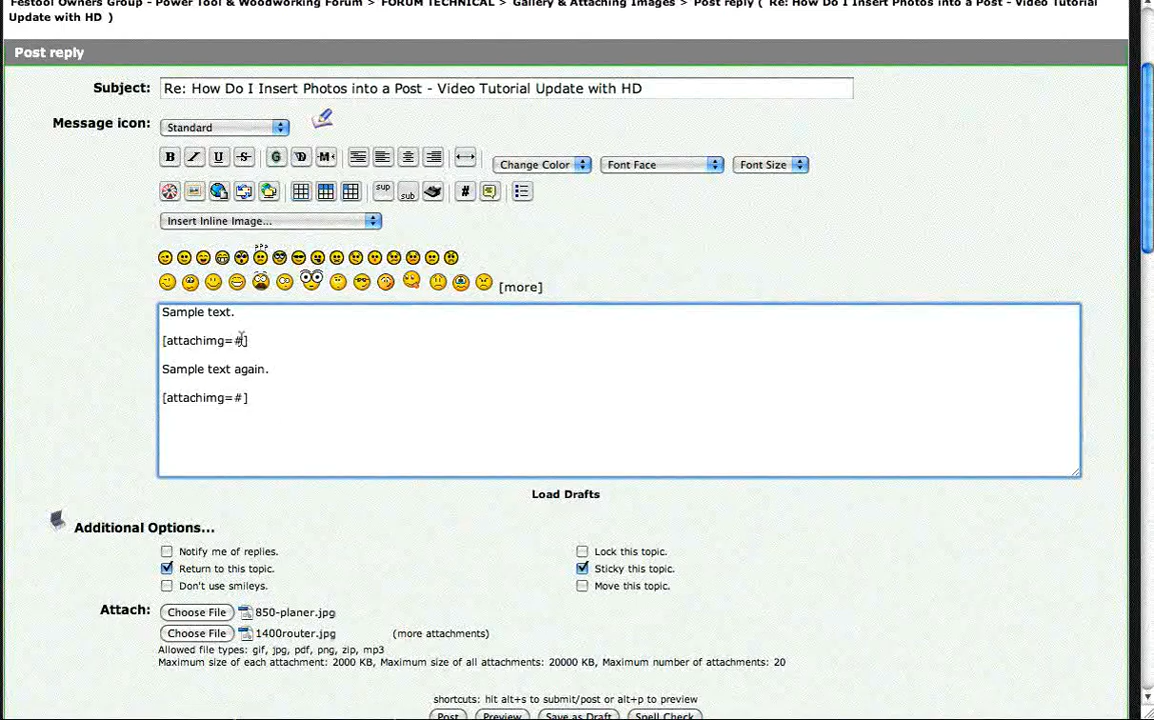 Festool Owners Group - Power Tool & Woodworking Forum > FORUM TECHNICAL > Gallery & Attaching Images > Post reply ( Re: How Do I Insert Photos into a Post - Video Tutorial
Update with HD )
Post reply
Subject: Re: How Do I Insert Photos into a Post - Video Tutorial Update with HD
Message icon: Standard
B I U S G D M Change Color Font Face Font Size
sup sub #
Insert Inline Image...
???
[more]
Sample text.
[attachimg=#]
Sample text again.
[attachimg=#]
Load Drafts
Additional Options...
Notify me of replies. Lock this topic.
Return to this topic. Sticky this topic.
Don't use smileys. Move this topic.
Attach: Choose File 850-planer.jpg
Choose File 1400router.jpg (more attachments)
Allowed file types: gif, jpg, pdf, png, zip, mp3
Maximum size of each attachment: 2000 KB, Maximum size of all attachments: 20000 KB, Maximum number of attachments: 20
shortcuts: hit alt+s to submit/post or alt+p to preview
Post Preview Save as Draft Spell Check